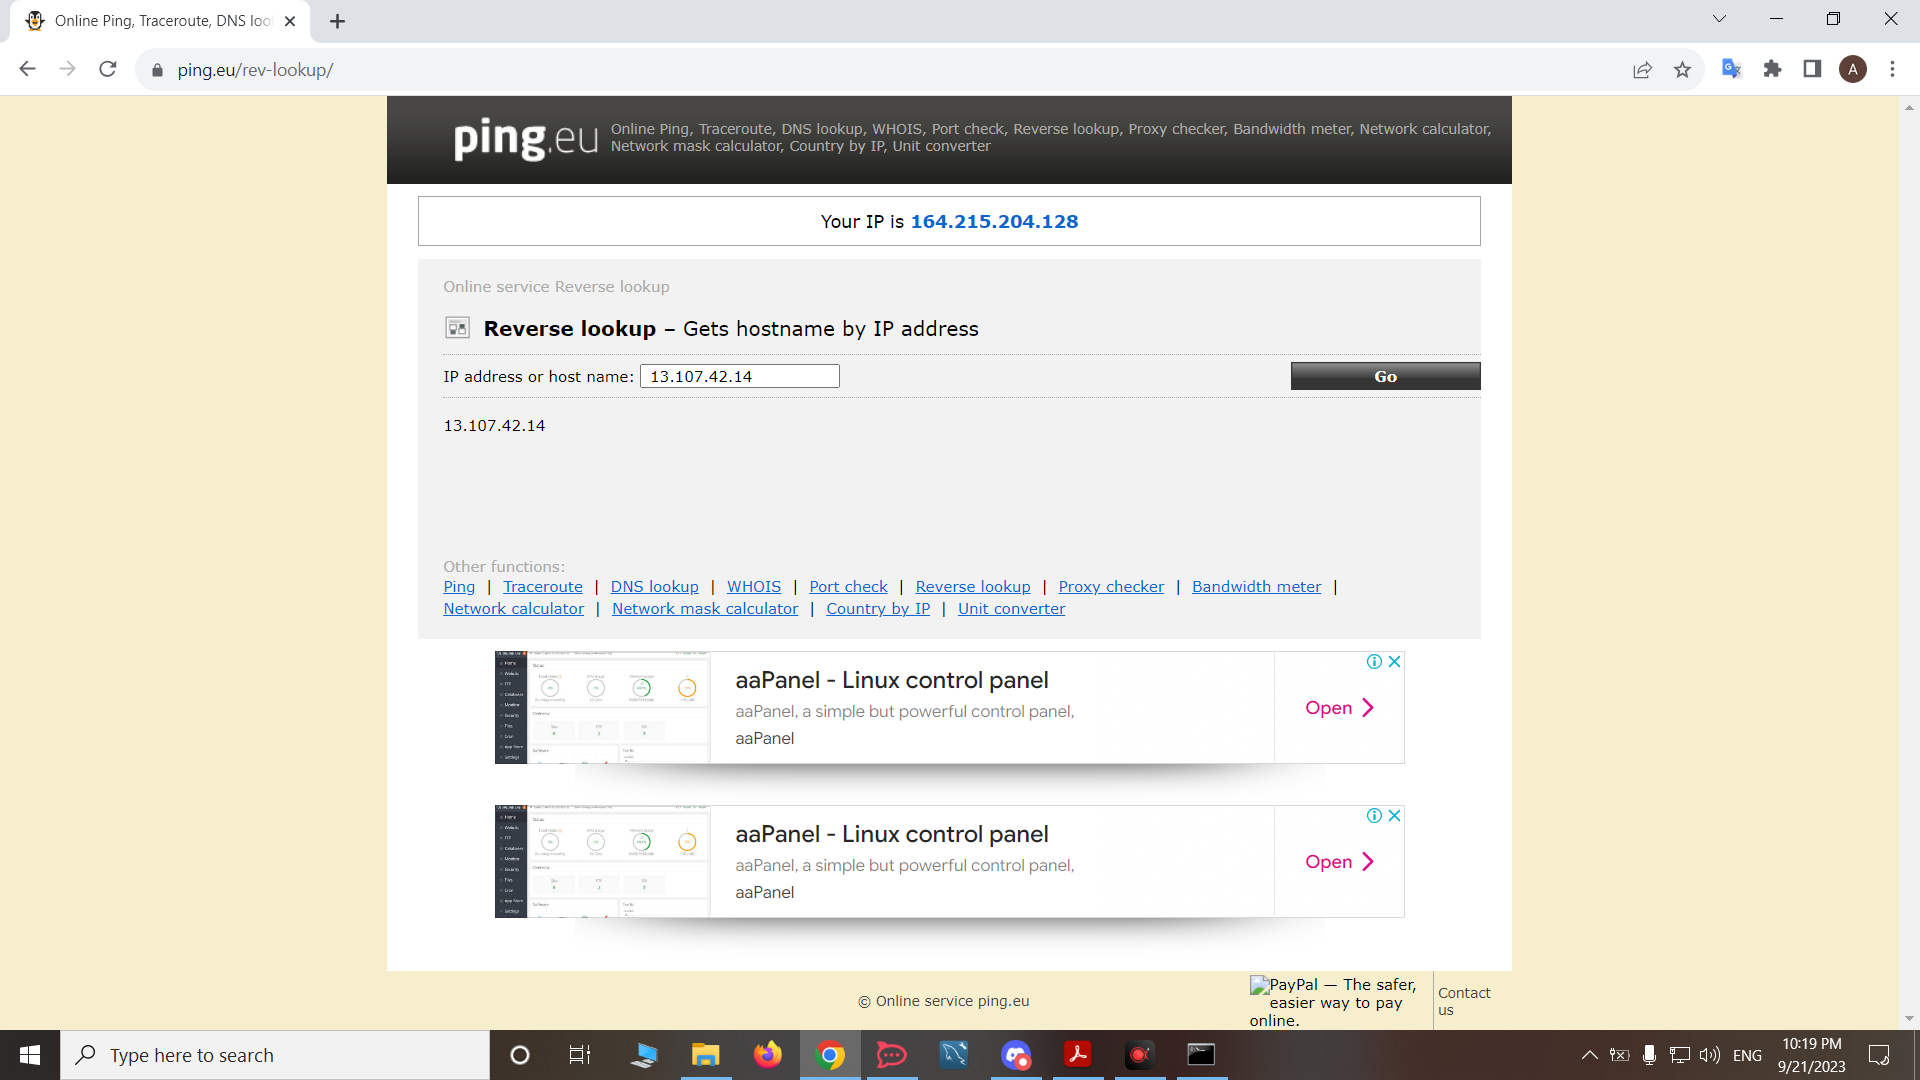 Online Ping, Traceroute, DNS loo
ping.eu/rev-lookup/
A
ping.eu
Online Ping, Traceroute, DNS lookup, WHOIS, Port check, Reverse lookup, Proxy checker, Bandwidth meter, Network calculator,
Network mask calculator, Country by IP, Unit converter
Your IP is 164.215.204.128
Online service Reverse lookup
Reverse lookup – Gets hostname by IP address
IP address or host name: 13.107.42.14
Go
13.107.42.14
Other functions:
Ping | Traceroute | DNS lookup | WHOIS | Port check | Reverse lookup | Proxy checker | Bandwidth meter |
Network calculator | Network mask calculator | Country by IP | Unit converter
aaPanel - Linux control panel
aaPanel, a simple but powerful control panel,
aaPanel
Open
aaPanel - Linux control panel
aaPanel, a simple but powerful control panel,
aaPanel
Open
© Online service ping.eu
PayPal — The safer,
easier way to pay
online.
Contact
us
Type here to search
ENG
10:19 PM
9/21/2023